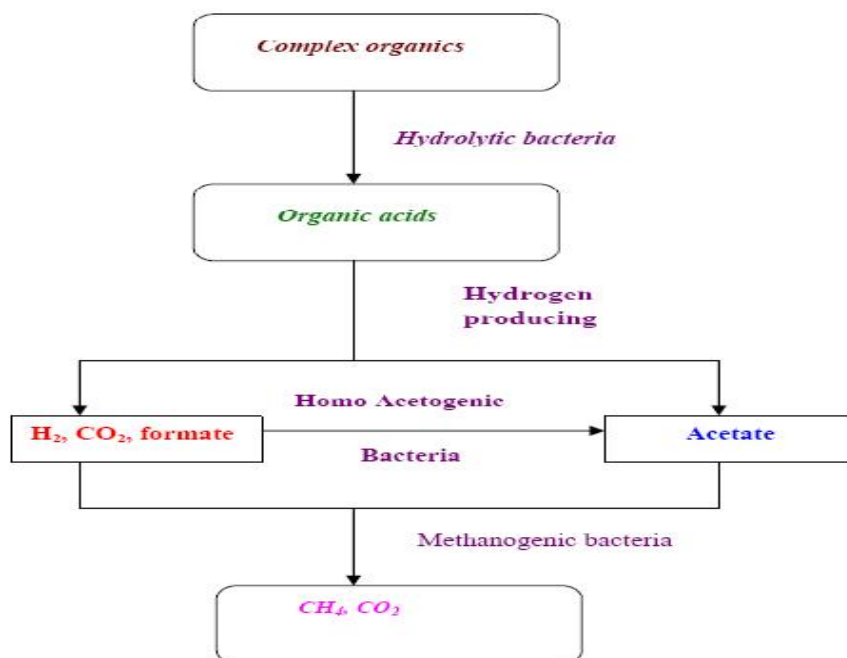 Complex organics
Hydrolytic bacteria
Organic acids
Hydrogen
producing
Homo Acetogenic
H₂, CO₂, formate
Acetate
Bacteria
Methanogenic bacteria
CH₄, CO₂